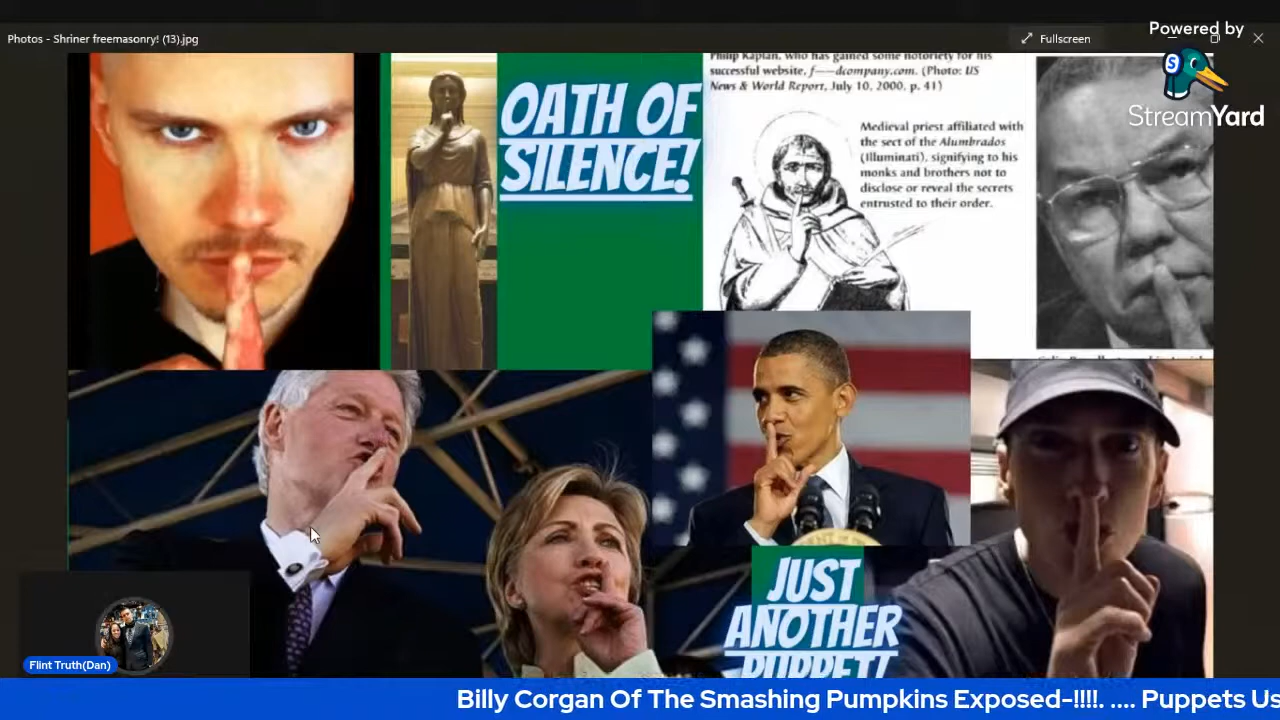 Powered by
StreamYard
Photos - Shriner freemasonry! (13).jpg
Fullscreen
OATH OF
SILENCE!
Philip Kaplan, who has gained some notoriety for his
successful website, f——dcompany.com. (Photo: US
News & World Report, July 10, 2000, p. 41)
Medieval priest affiliated with
the sect of the Alumbrados
(Illuminati), signifying to his
monks and brothers not to
disclose or reveal the secrets
entrusted to their order.
JUST
ANOTHER
PUPPET!
Flint Truth(Dan)
Billy Corgan Of The Smashing Pumpkins Exposed-!!!!. .... Puppets Us